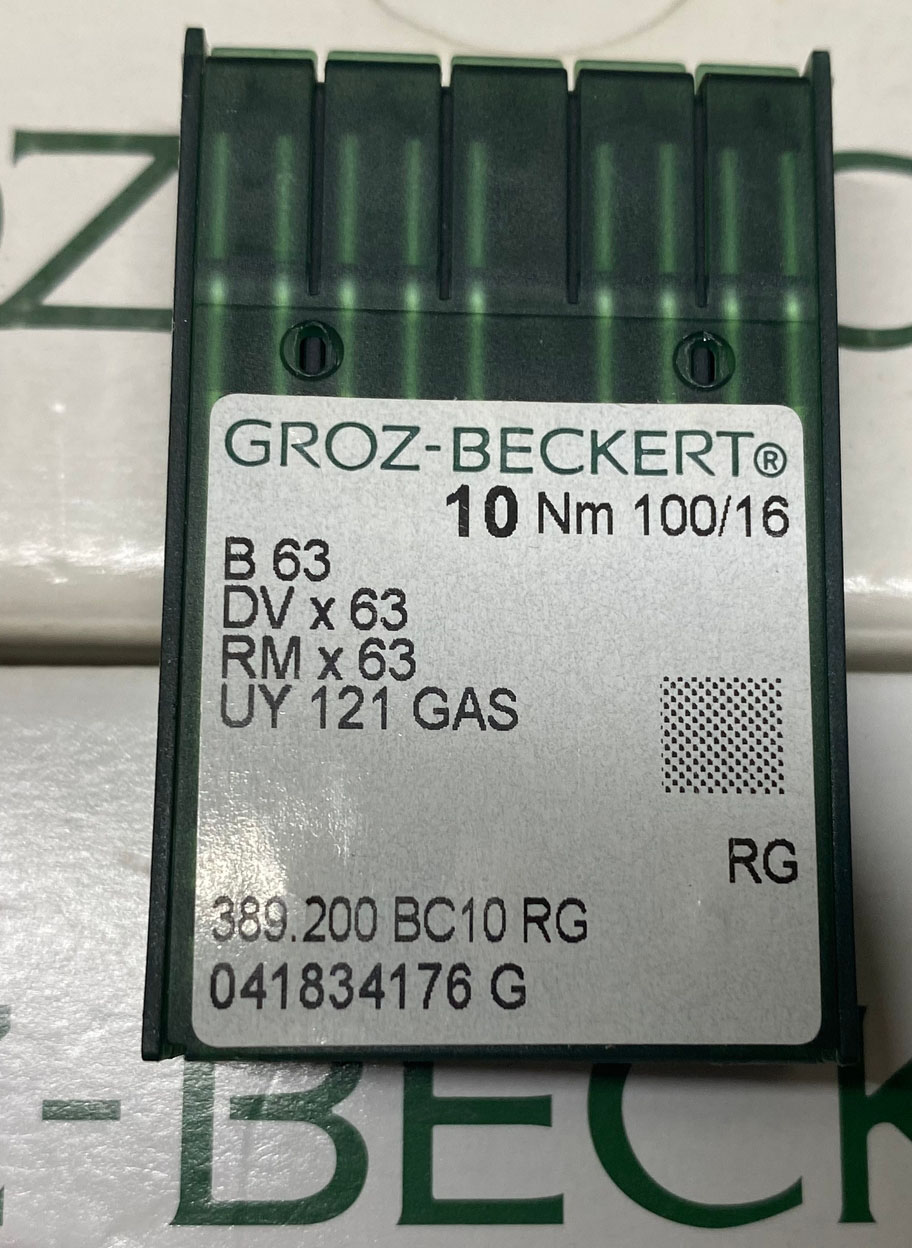 GROZ-BECKERT®
10 Nm 100/16
B 63
DV x 63
RM x 63
UY 121 GAS
RG
389.200 BC10 RG
041834176 G